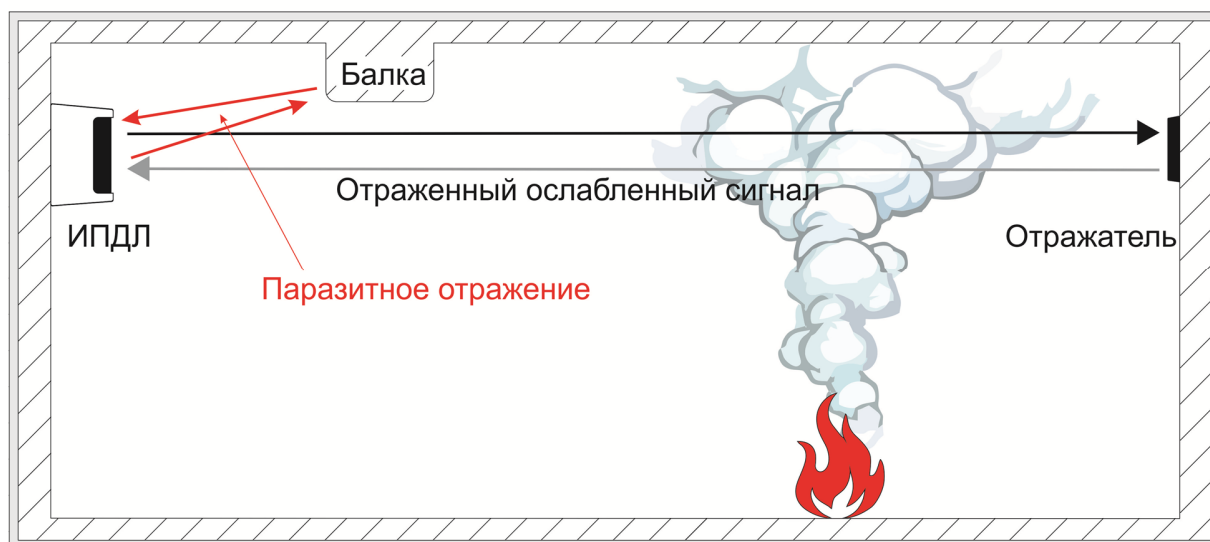 Балка
Отраженный ослабленный сигнал
ИПДЛ
Отражатель
Паразитное отражение